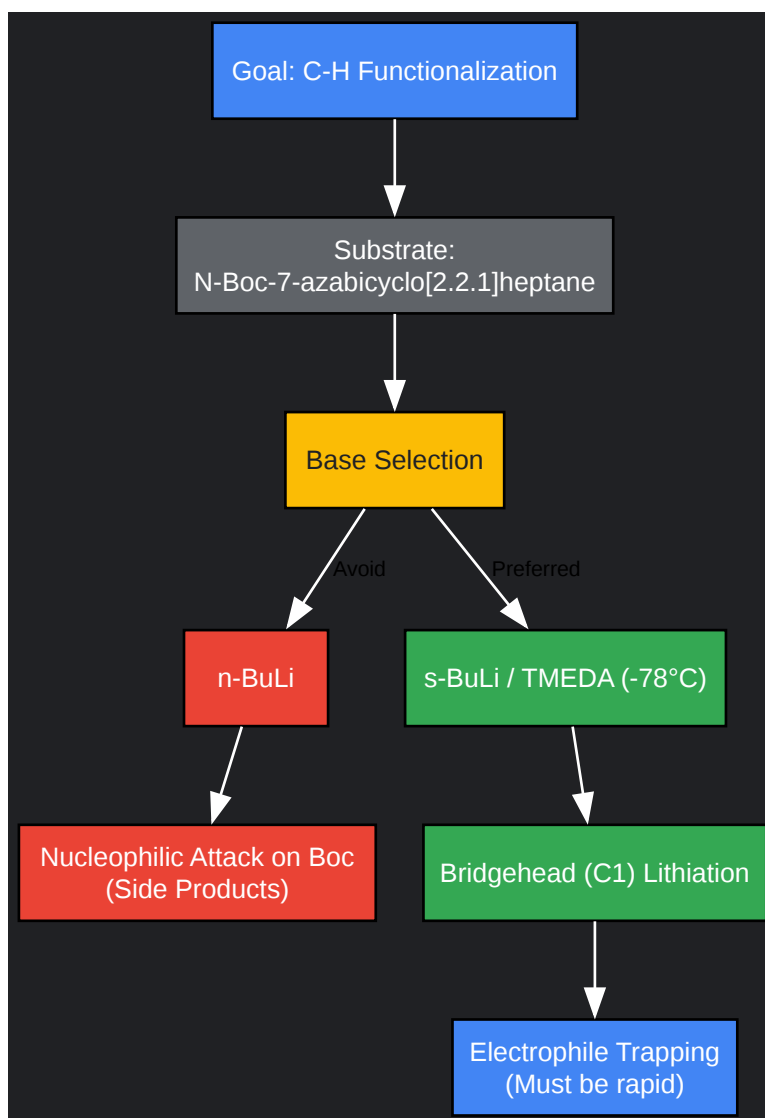 Goal: C-H Functionalization
Substrate:
N-Boc-7-azabicyclo[2.2.1]heptane
Base Selection
Avoid
Preferred
n-BuLi
s-BuLi / TMEDA (-78°C)
Nucleophilic Attack on Boc
(Side Products)
Bridgehead (C1) Lithiation
Electrophile Trapping
(Must be rapid)